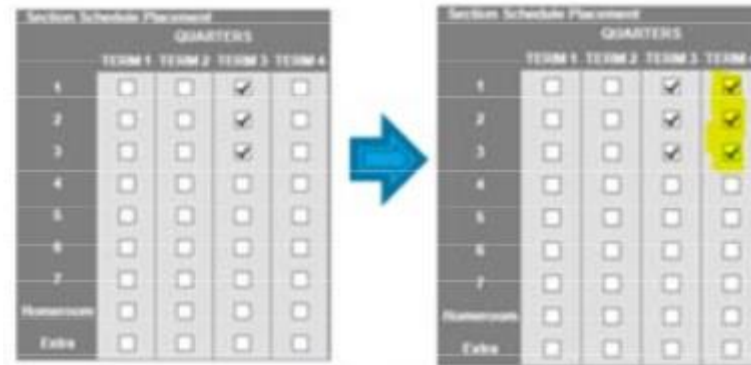 Section Schedule Placement
QUARTERS
TERM 1 TERM 2 TERM 3 TERM 4
1
2
3
4
5
6
7
Homeroom
Extra
Section Schedule Placement
QUARTERS
TERM 1 TERM 2 TERM 3 TERM
1
2
3
4
5
6
7
Homeroom
Extra